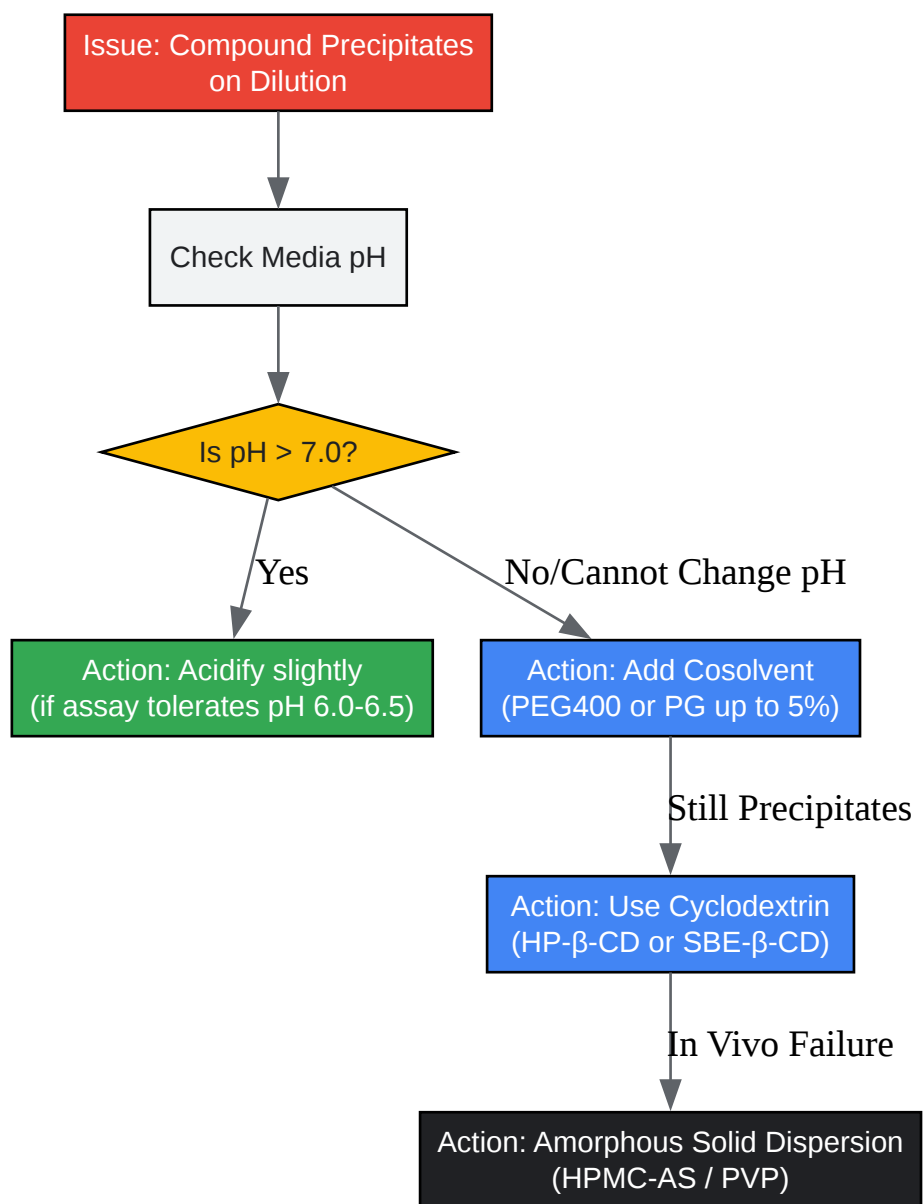 Issue: Compound Precipitates
on Dilution
Check Media pH
Is pH > 7.0?
Yes
No/Cannot Change pH
Action: Acidify slightly
(if assay tolerates pH 6.0-6.5)
Action: Add Cosolvent
(PEG400 or PG up to 5%)
Still Precipitates
Action: Use Cyclodextrin
(HP-β-CD or SBE-β-CD)
In Vivo Failure
Action: Amorphous Solid Dispersion
(HPMC-AS / PVP)